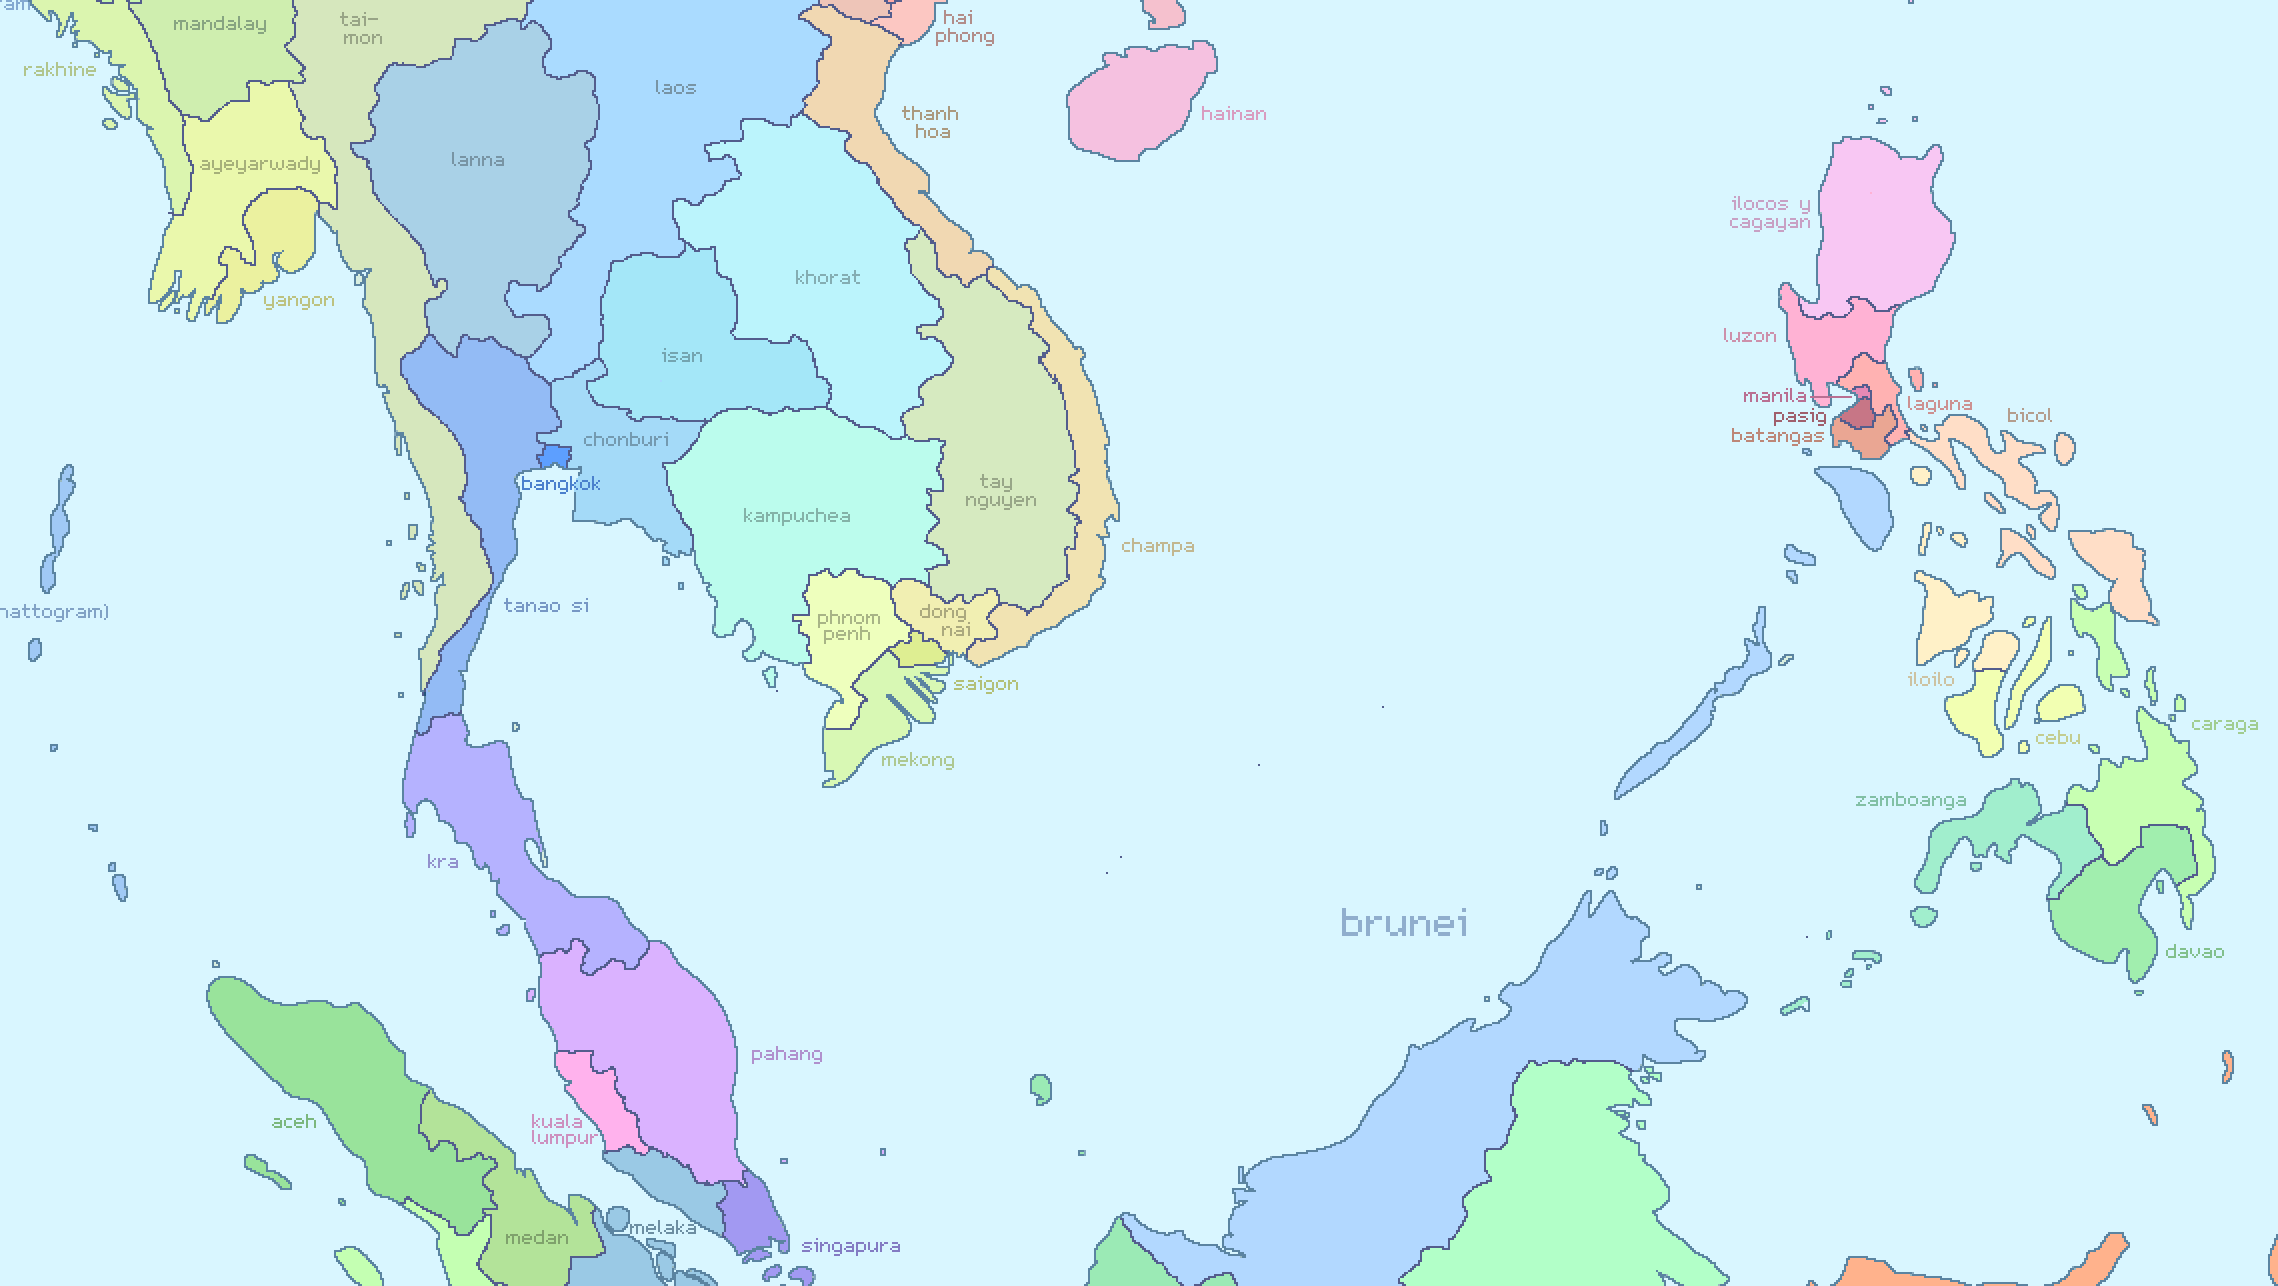 mandalay
tai-
mon
hai
phong
rakhine
laos
thanh
hoa
hainan
ayeyarwady
lanna
ilocos y
cagayan
yangon
khorat
luzon
isan
manila
laguna
pasig
bicol
batangas
chonburi
bangkok
tay
nguyen
kampuchea
champa
hattogram)
tanao si
phnom
penh
dong
nai
saigon
iloilo
mekong
cebu
caraga
zamboanga
kra
brunei
davao
pahang
aceh
kuala
lumpur
medan
melaka
singapura